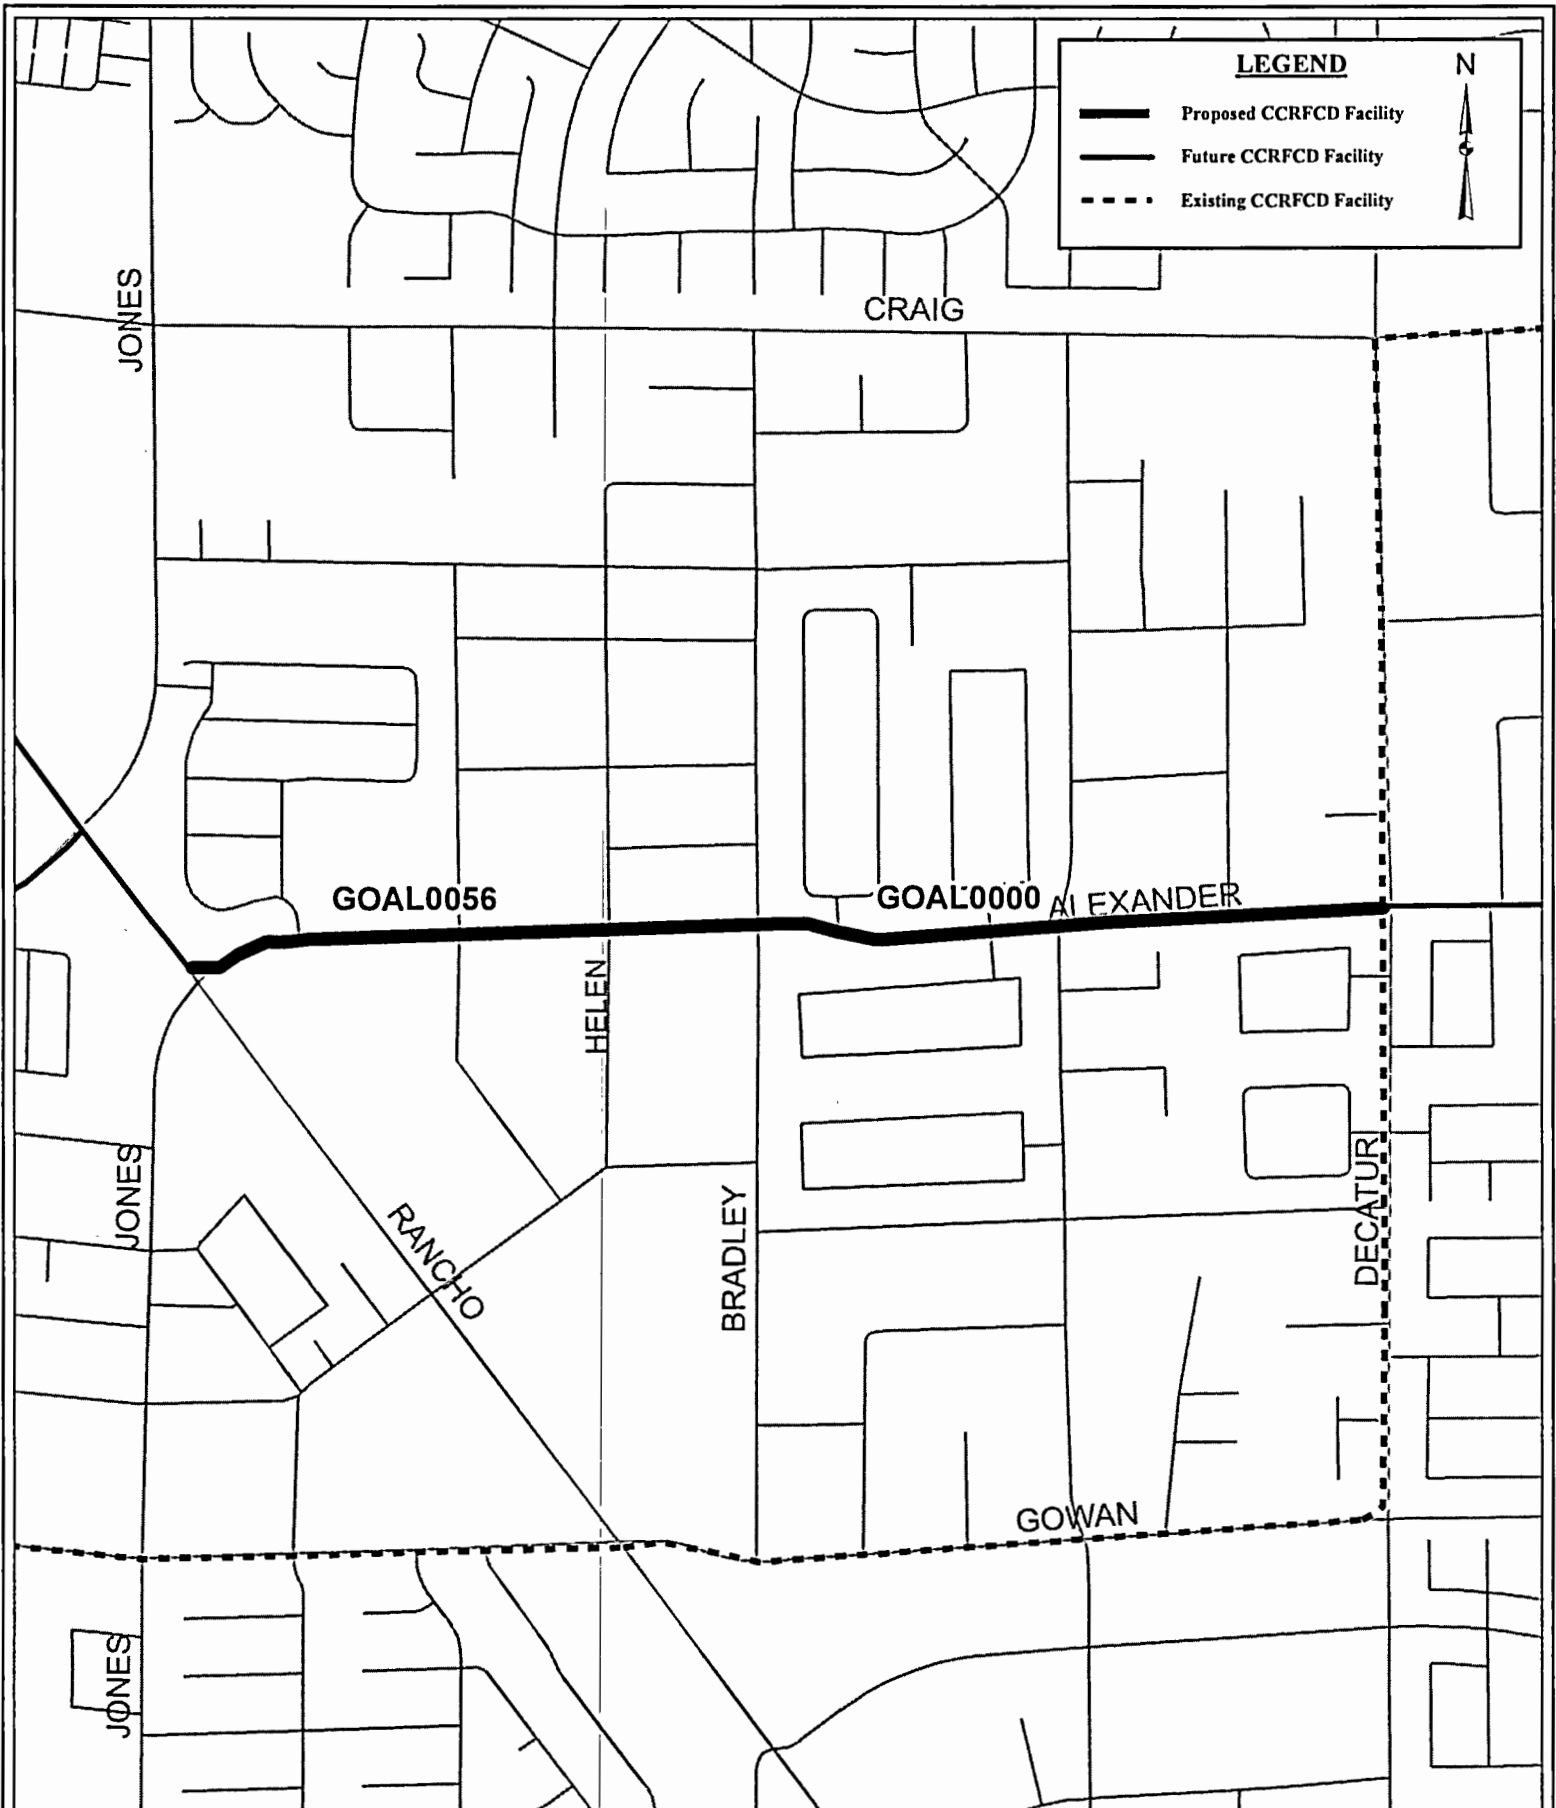 LEGEND
N
Proposed CCRFCD Facility
Future CCRFCD Facility
Existing CCRFCD Facility
JONES
CRAIG
GOAL0056
GOAL0000
ALEXANDER
HELEN
JONES
RANCHO
BRADLEY
DECATUR
GOWAN
JONES